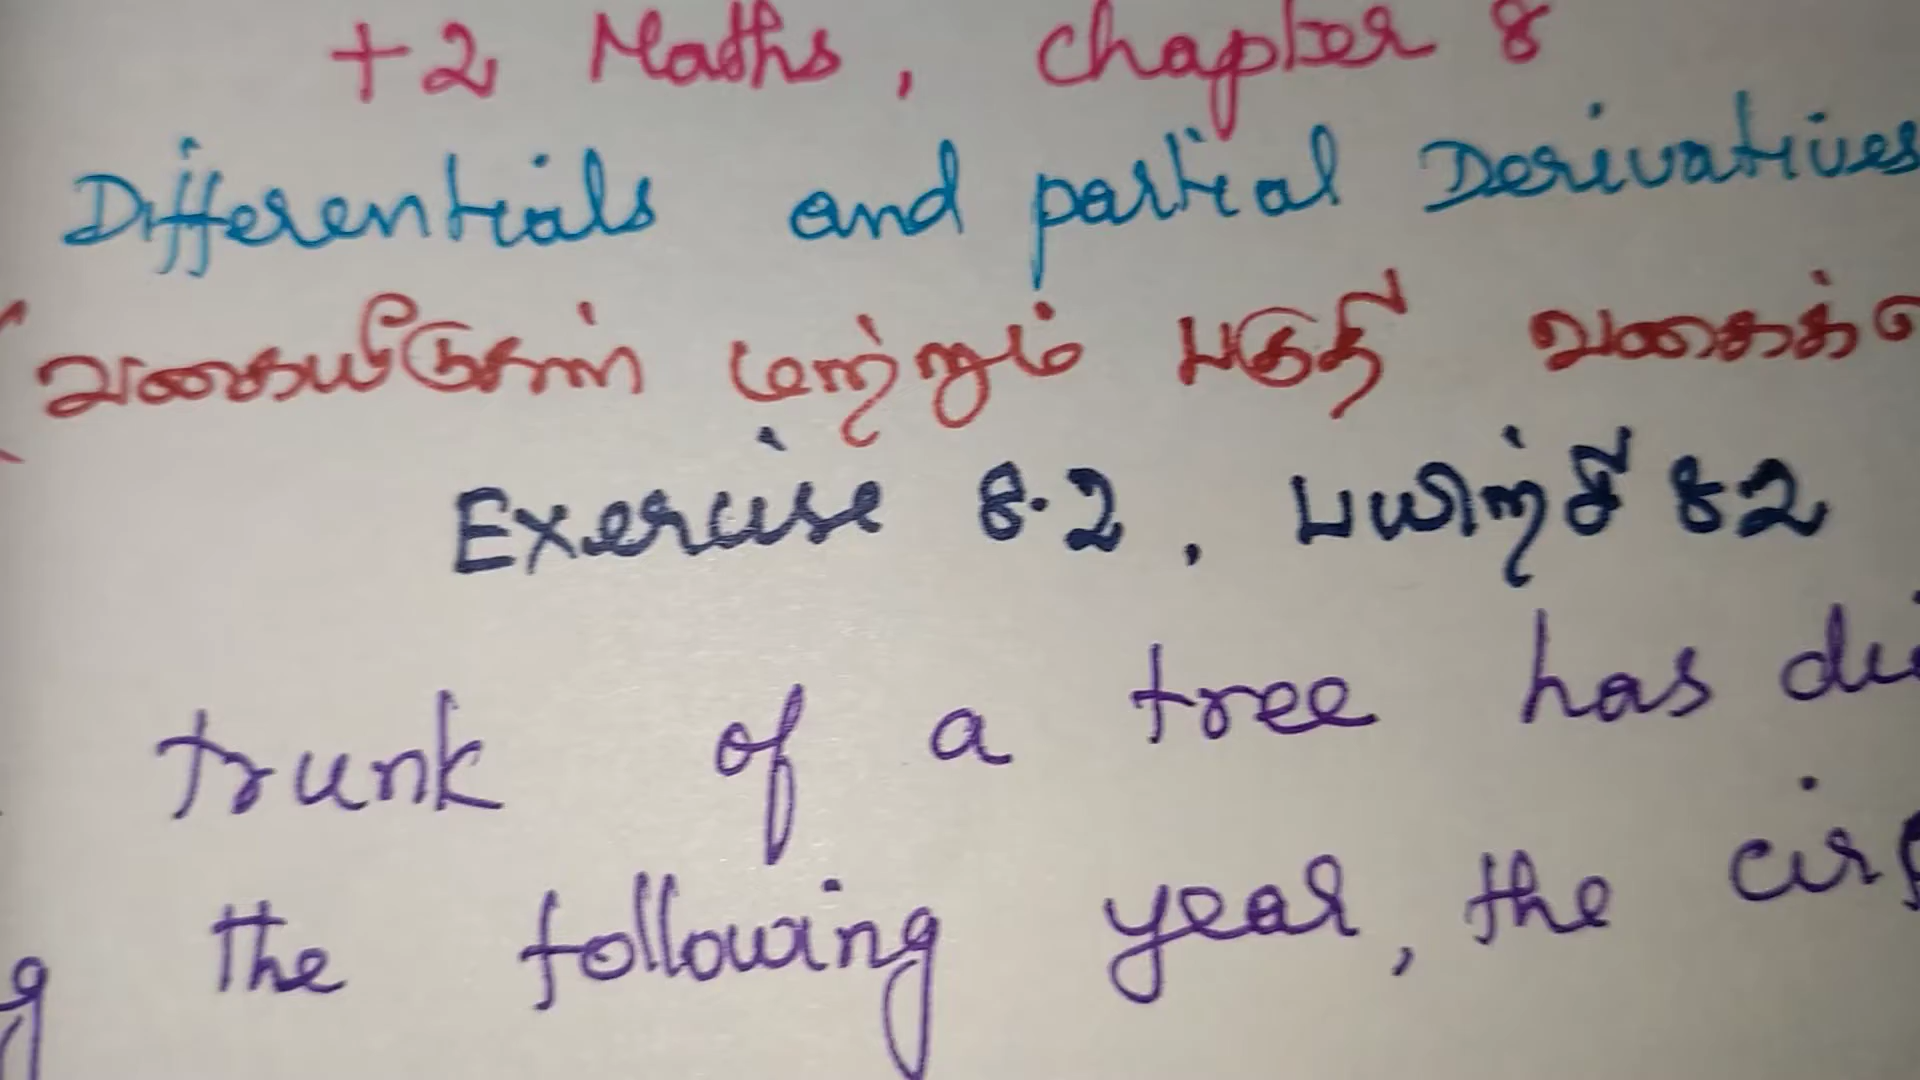 +2 Maths, Chapter 8
Differentials and partial Derivatives
(வகையீடுகள் மற்றும் பகுதி
Exercise 8.2, பயிற்சி 8.2
trunk of a tree has
the following year, the